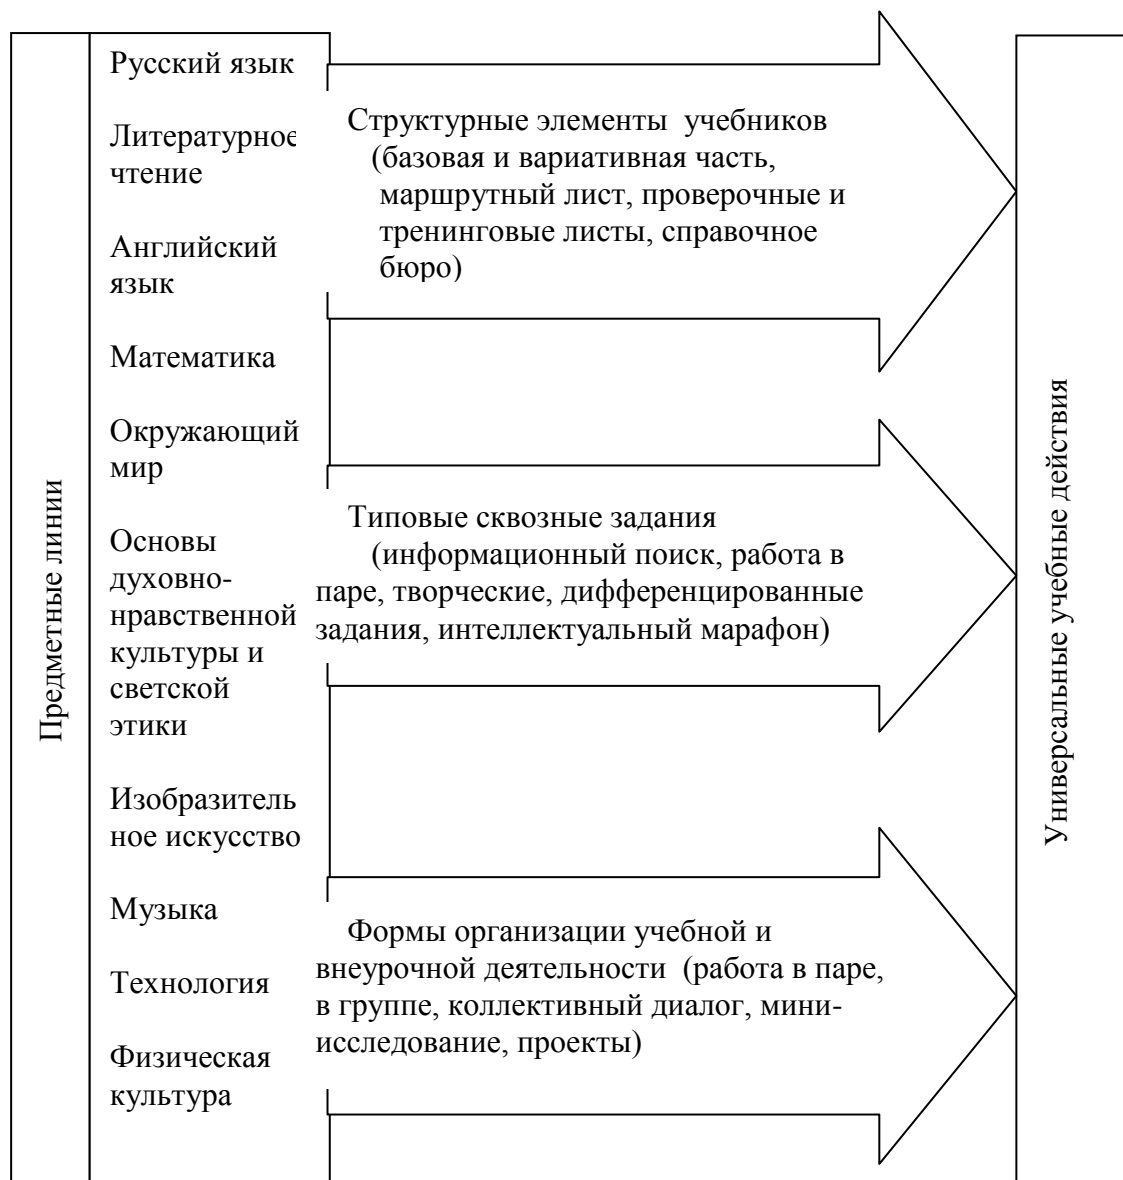 Предметные линии
Русский язык
Литературное
чтение
Английский
язык
Математика
Окружающий
мир
Основы
духовно-
нравственной
культуры и
светской
этики
Изобразитель
ное искусство
Музыка
Технология
Физическая
культура
Структурные элементы учебников
(базовая и вариативная часть,
маршрутный лист, проверочные и
тренинговые листы, справочное
бюро)
Типовые сквозные задания
(информационный поиск, работа в
паре, творческие, дифференцированные
задания, интеллектуальный марафон)
Формы организации учебной и
внеурочной деятельности (работа в паре,
в группе, коллективный диалог, мини-
исследование, проекты)
Универсальные учебные действия